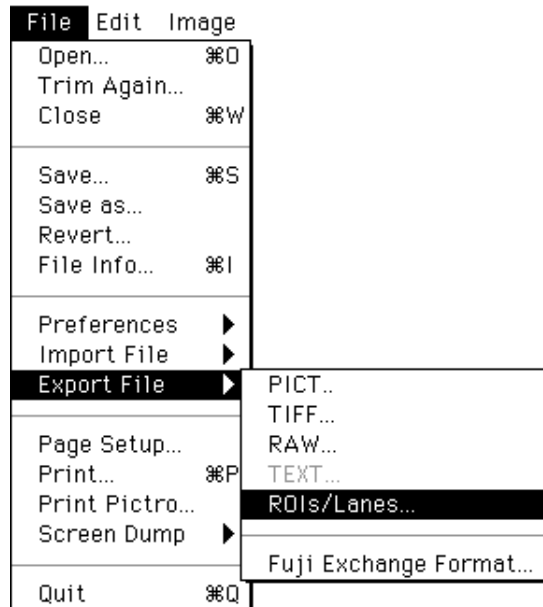 File Edit Image
Open... ⌘O
Trim Again...
Close ⌘W
Save... ⌘S
Save as...
Revert...
File Info... ⌘I
Preferences
Import File
Export File
Page Setup...
Print... ⌘P
Print Pictro...
Screen Dump
Quit ⌘Q
PICT..
TIFF...
RAW...
TEXT...
ROIs/Lanes...
Fuji Exchange Format...